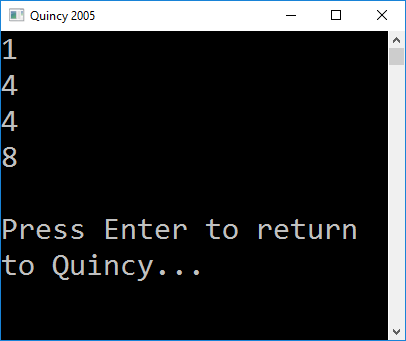 Quincy 2005
1
4
4
8
Press Enter to return
to Quincy...